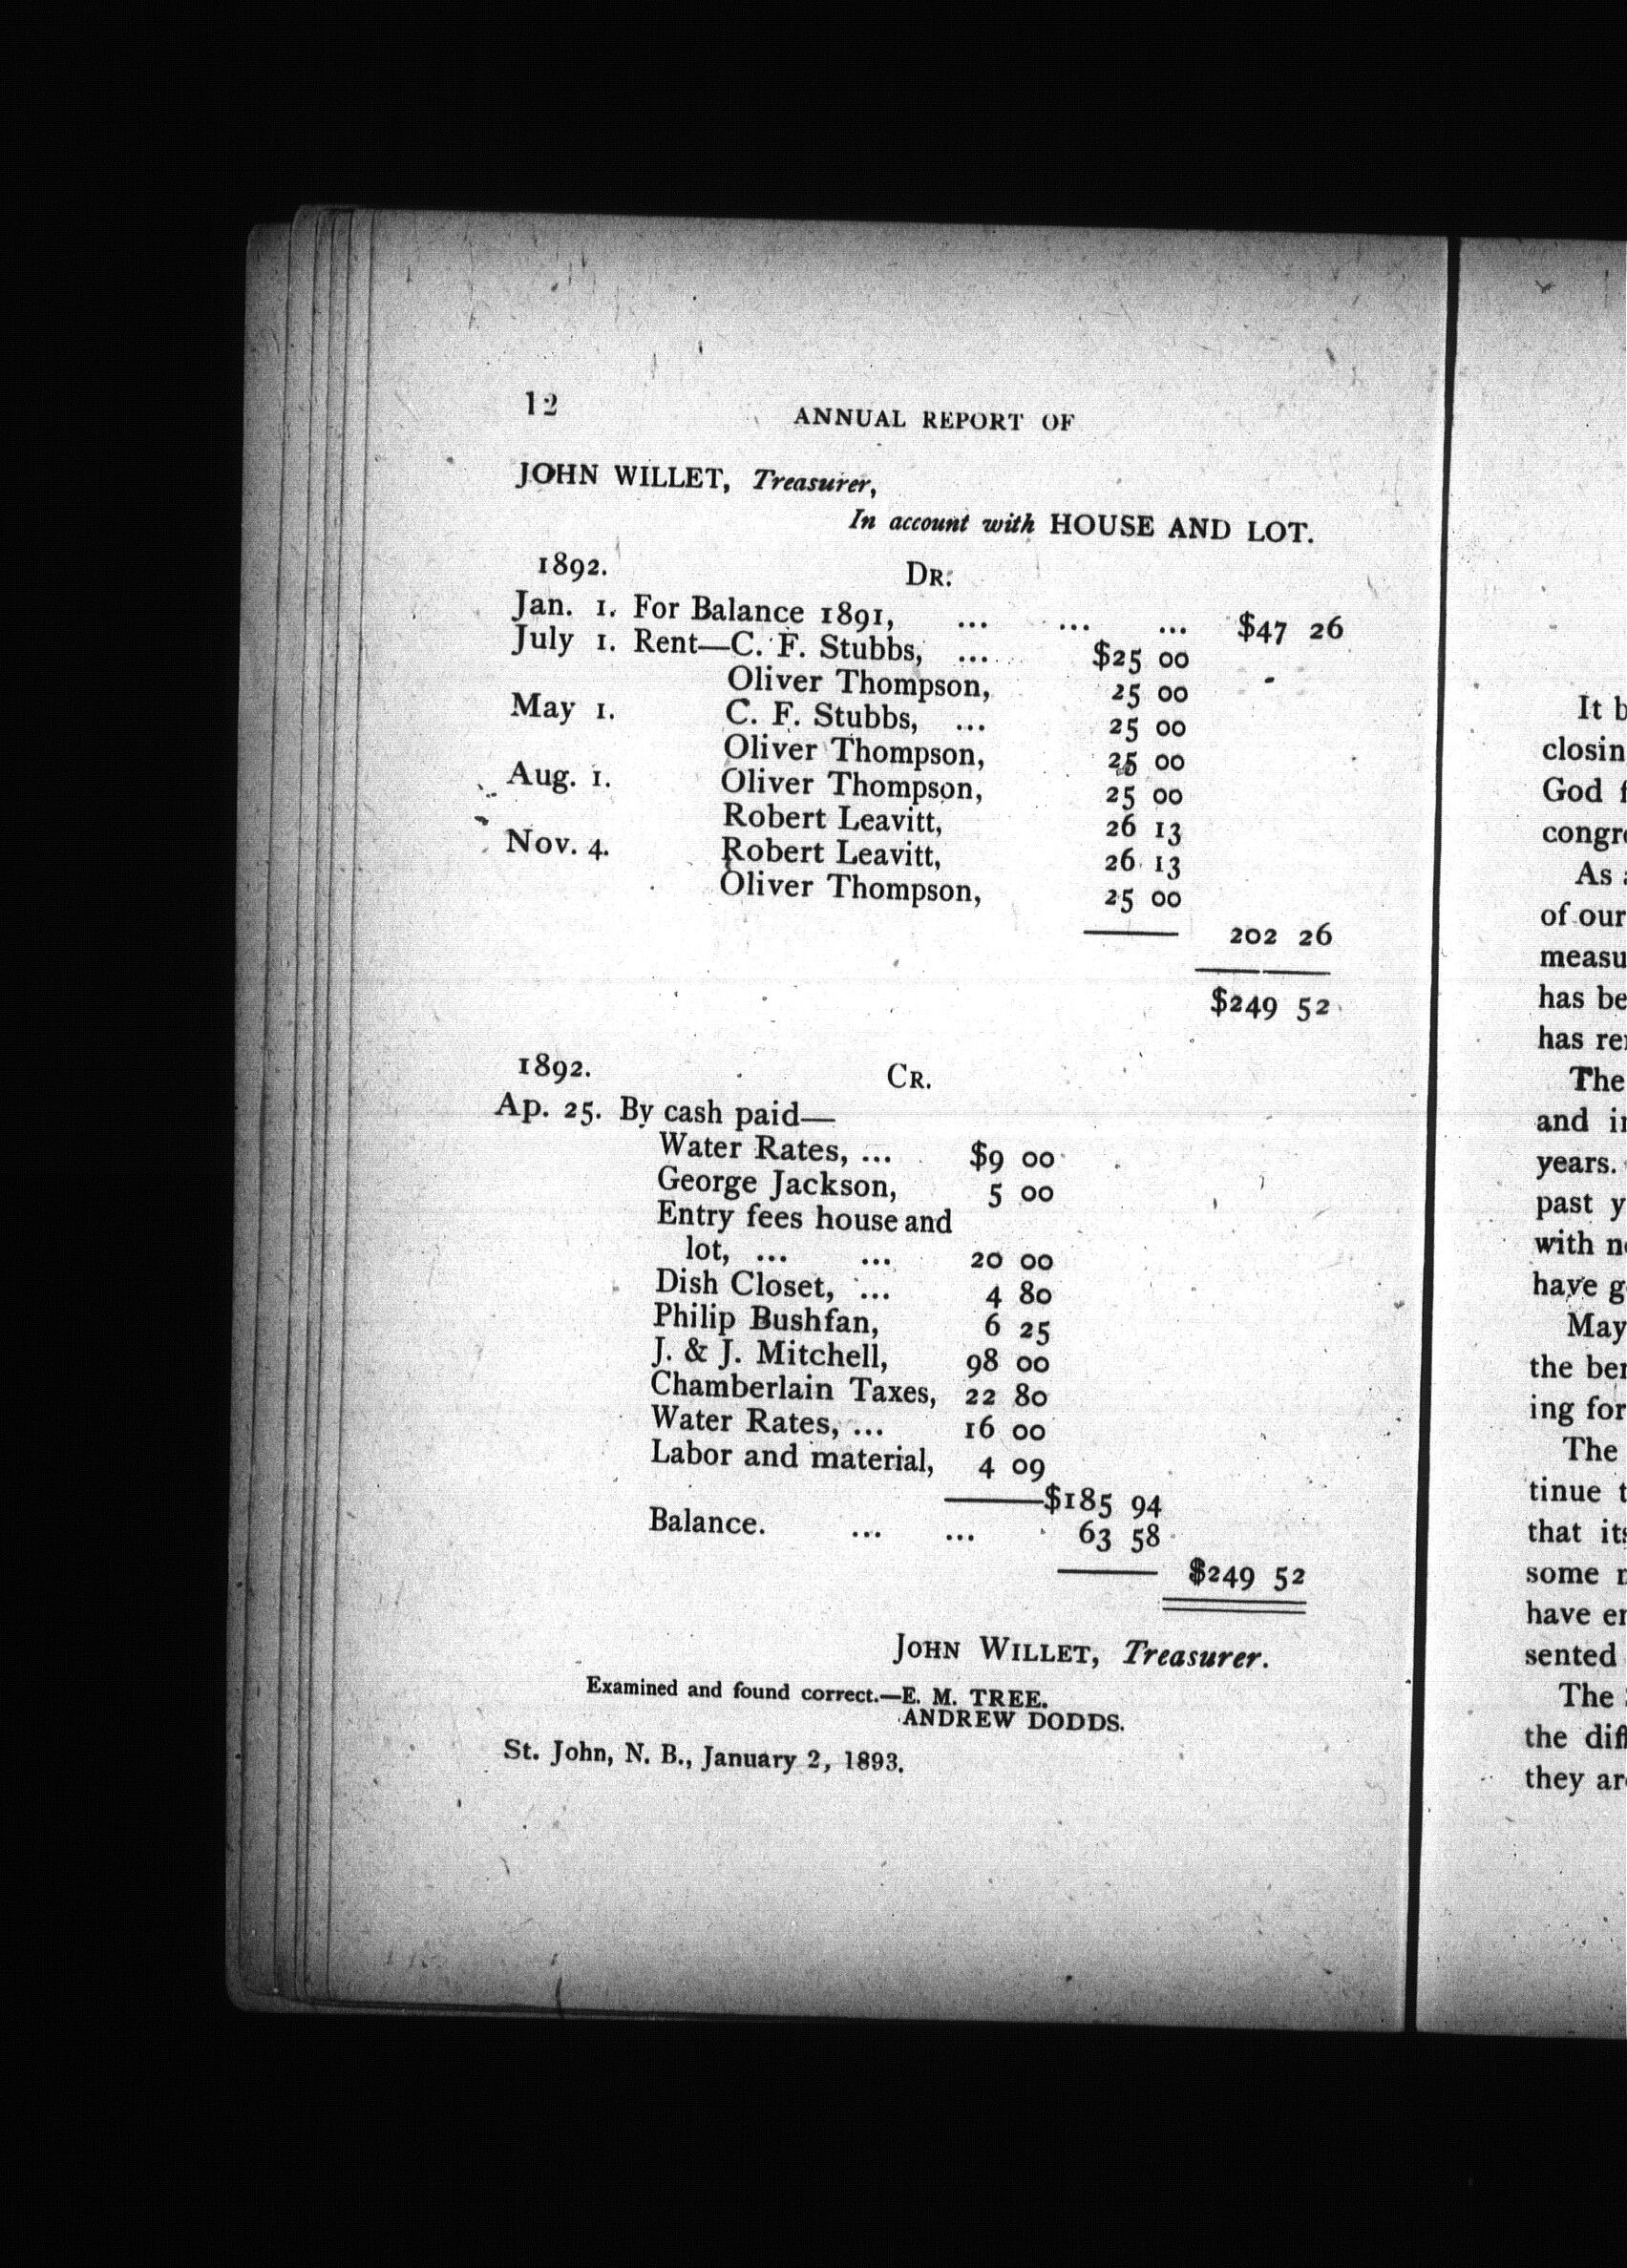 12 ANNUAL REPORT OF
JOHN WILLET, Treasurer,
In account with HOUSE AND LOT.
1892. DR.
Jan. 1. For Balance 1891, ... ... ... $47 26
July 1. Rent—C. F. Stubbs, ... $25 00
Oliver Thompson, 25 00
May 1. C. F. Stubbs, ... 25 00
Oliver Thompson, 25 00
Aug. 1. Oliver Thompson, 25 00
Robert Leavitt, 26 13
Nov. 4. Robert Leavitt, 26 13
Oliver Thompson, 25 00
202 26
$249 52
1892. CR.
Ap. 25. By cash paid—
Water Rates, ... $9 00
George Jackson, 5 00
Entry fees house and
lot, ... ... 20 00
Dish Closet, ... 4 80
Philip Bushfan, 6 25
J. & J. Mitchell, 98 00
Chamberlain Taxes, 22 80
Water Rates, ... 16 00
Labor and material, 4 09
$185 94
Balance. ... ... 63 58
$249 52
JOHN WILLET, Treasurer.
Examined and found correct.—E. M. TREE.
ANDREW DODDS.
St. John, N. B., January 2, 1893.
It b
closin
God f
congre
As a
of our
measu
has be
has
The
and in
years.
past y
with
have g
May
the ber
ing for
The
tinue t
that its
some
have er
sented
The
the diff
they